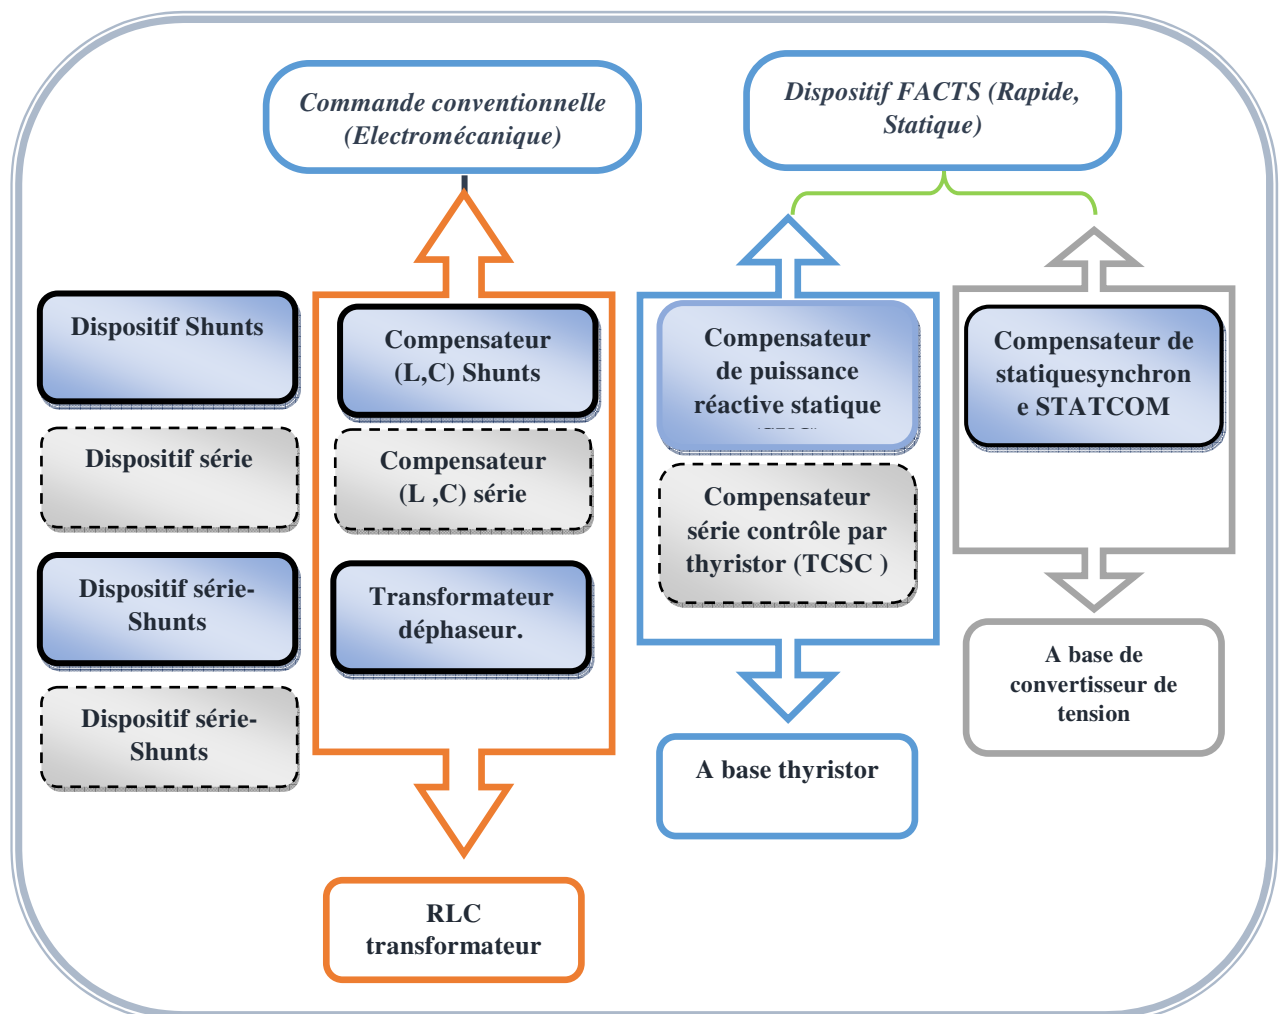 Commande conventionnelle
(Electromécanique)
Dispositif FACTS (Rapide,
Statique)
Dispositif Shunts
Dispositif série
Dispositif série-
Shunts
Dispositif série-
Shunts
Compensateur
(L,C) Shunts
Compensateur
(L ,C) série
Transformateur
déphaseur.
Compensateur
de puissance
réactive statique
Compensateur
série contrôle par
thyristor (TCSC )
Compensateur de
statiquesynchron
e STATCOM
A base de
convertisseur de
tension
A base thyristor
RLC
transformateur